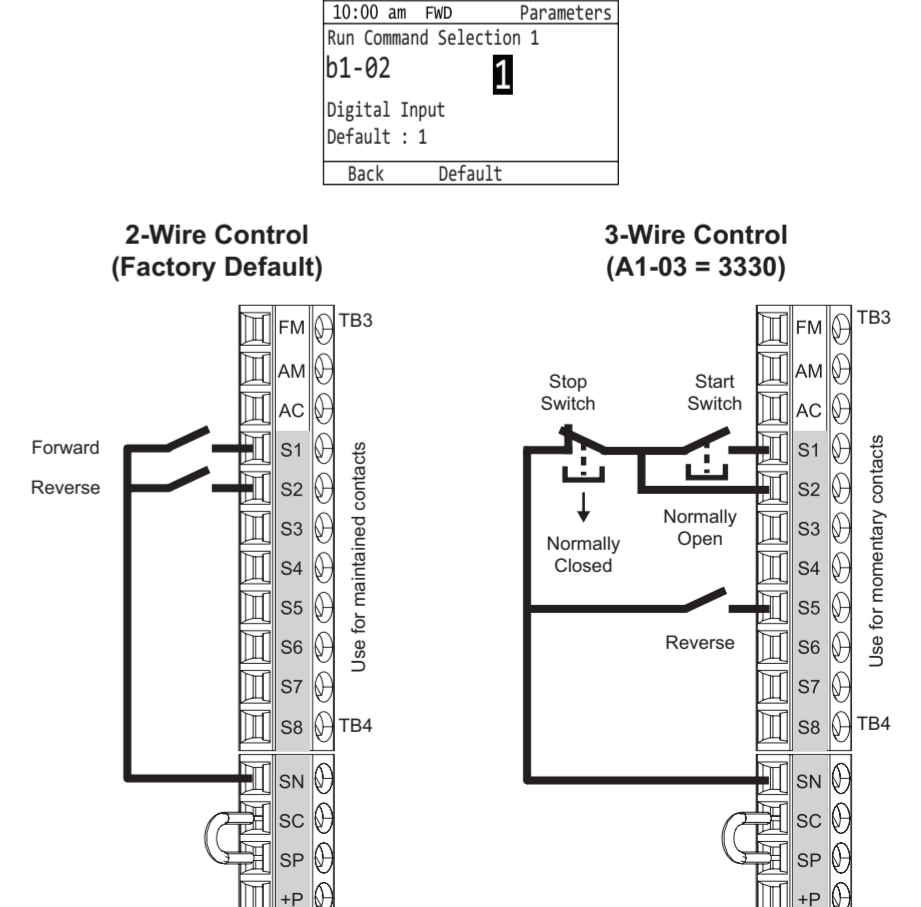 10:00 am FWD Parameters
Run Command Selection 1
b1-02 1
Digital Input
Default : 1
Back Default
2-Wire Control
(Factory Default)
FM TB3
AM
AC
Forward S1
Reverse S2
S3
S4
S5
S6
S7
S8 TB4
SN
SC
SP
+P
Use for maintained contacts
3-Wire Control
(A1-03 = 3330)
Stop
Switch
Start
Switch
Normally
Closed
Normally
Open
Reverse
FM TB3
AM
AC
S1
S2
S3
S4
S5
S6
S7
S8 TB4
SN
SC
SP
+P
Use for momentary contacts